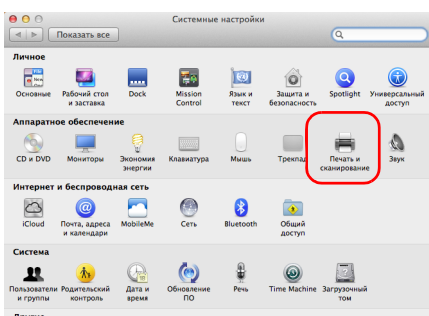 Системные настройки
Показать все
Личное
Основные
Рабочий стол и заставка
Dock
Mission Control
Язык и текст
Защита и безопасность
Spotlight
Универсальный доступ
Аппаратное обеспечение
CD и DVD
Мониторы
Экономия энергии
Клавиатура
Мышь
Трекпад
Печать и сканирование
Звук
Интернет и беспроводная сеть
iCloud
Почта, адреса и календари
MobileMe
Сеть
Bluetooth
Общий доступ
Система
Пользователи и группы
Родительский контроль
Дата и время
Обновление ПО
Речь
Time Machine
Загрузочный том